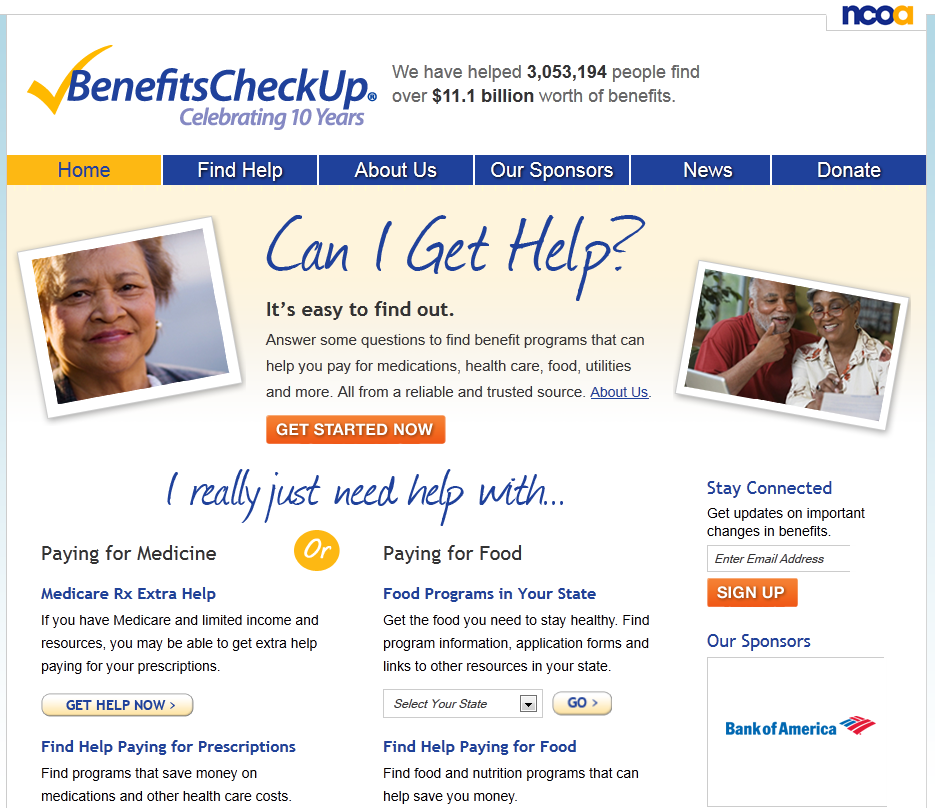 ncoa
BenefitsCheckUp®
Celebrating 10 Years
We have helped 3,053,194 people find
over $11.1 billion worth of benefits.
Home Find Help About Us Our Sponsors News Donate
Can I Get Help?
It's easy to find out.
Answer some questions to find benefit programs that can
help you pay for medications, health care, food, utilities
and more. All from a reliable and trusted source. About Us.
GET STARTED NOW
I really just need help with...
Paying for Medicine
Medicare Rx Extra Help
If you have Medicare and limited income and
resources, you may be able to get extra help
paying for your prescriptions.
GET HELP NOW >
Find Help Paying for Prescriptions
Find programs that save money on
medications and other health care costs.
Or
Paying for Food
Food Programs in Your State
Get the food you need to stay healthy. Find
program information, application forms and
links to other resources in your state.
Select Your State GO >
Find Help Paying for Food
Find food and nutrition programs that can
help save you money.
Stay Connected
Get updates on important
changes in benefits.
Enter Email Address
SIGN UP
Our Sponsors
Bank of America